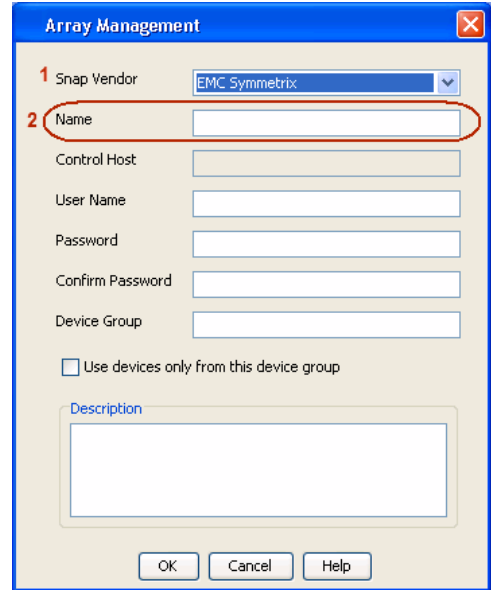 Array Management
1 Snap Vendor EMC Symmetrix
2 Name
Control Host
User Name
Password
Confirm Password
Device Group
Use devices only from this device group
Description
OK Cancel Help